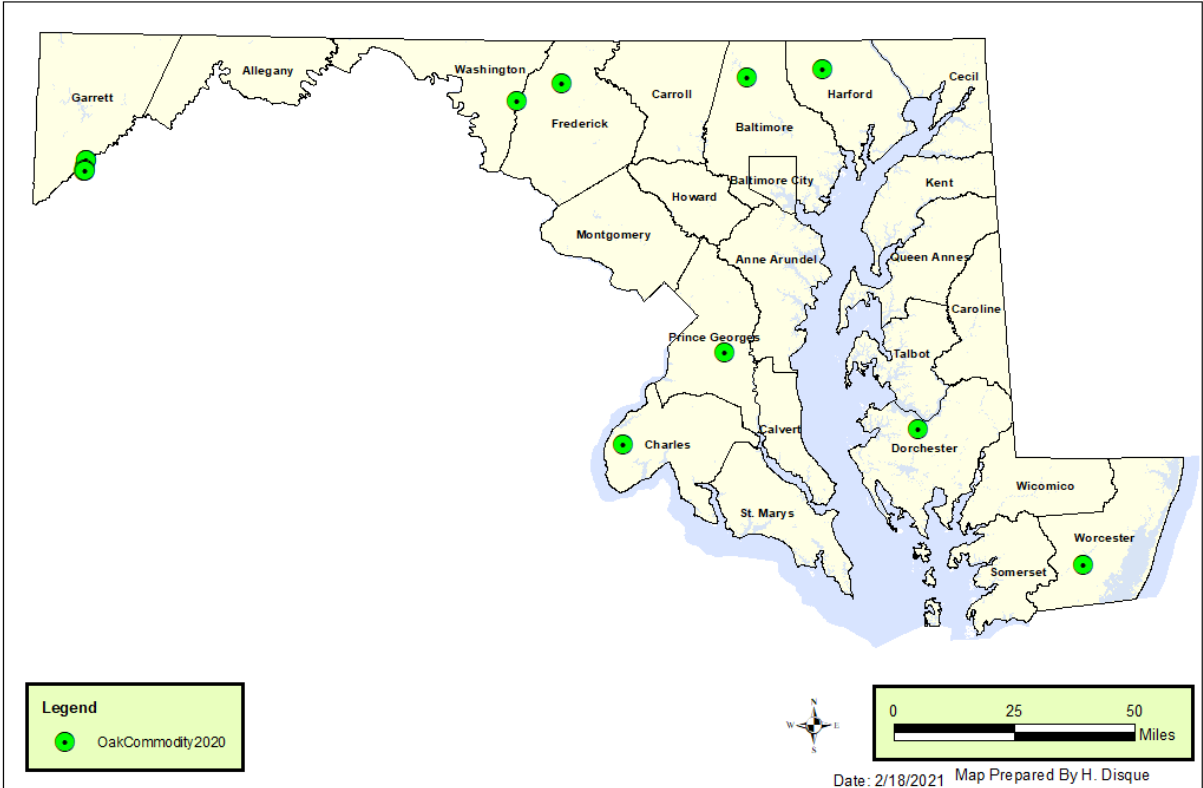 Garrett
Allegany
Washington
Frederick
Carroll
Baltimore
Harford
Cecil
Baltimore City
Howard
Kent
Montgomery
Anne Arundel
Queen Annes
Caroline
Prince Georges
Talbot
Calvert
Charles
Dorchester
St. Marys
Wicomico
Worcester
Somerset
Legend
OakCommodity2020
N
W E
S
0 25 50
Miles
Date: 2/18/2021 Map Prepared By H. Disque